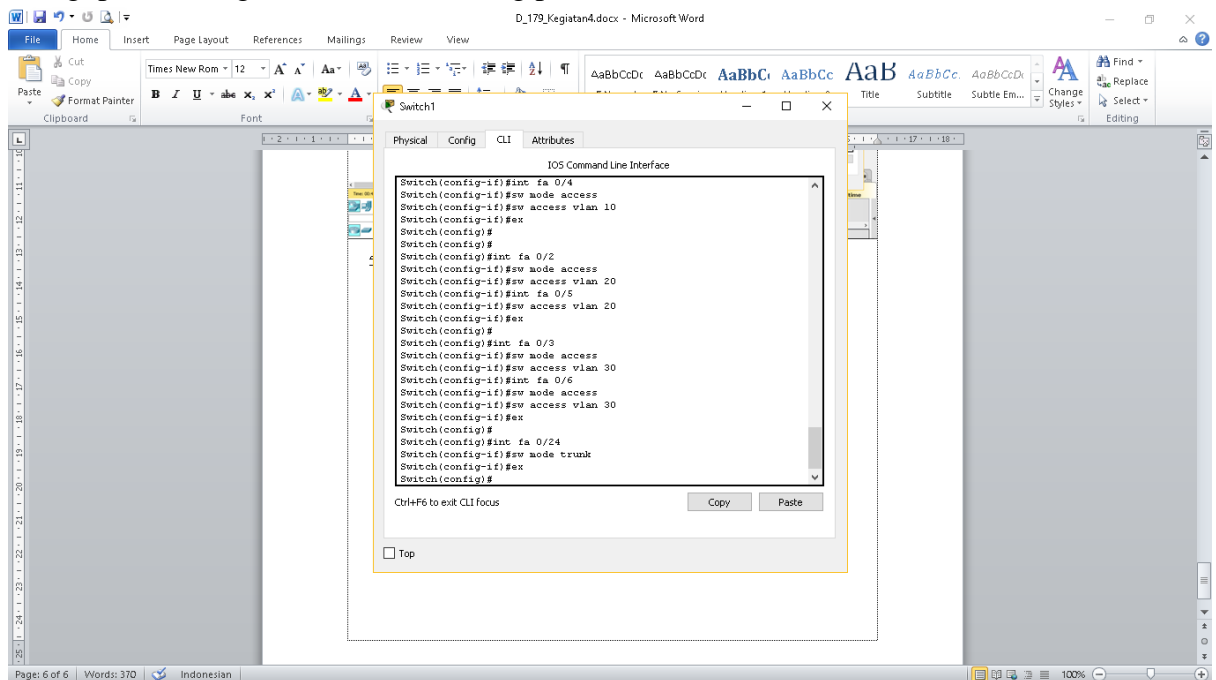 D_179_Kegiatan4.docx - Microsoft Word
File Home Insert Page Layout References Mailings Review View
Paste
Cut
Copy
Format Painter
Clipboard
Times New Rom 12
Font
AaBbCcDc AaBbCcDc AaBbC AaBbCc AaB AaBbCc. AaBbCcDi
Title Subtitle Subtle Em...
Change Styles
Find
Replace
Select
Editing
Switch1
Physical Config CLI Attributes
IOS Command Line Interface
Switch(config-if)#int fa 0/4
Switch(config-if)#sw mode access
Switch(config-if)#sw access vlan 10
Switch(config-if)#ex
Switch(config)#
Switch(config)#
Switch(config)#int fa 0/2
Switch(config-if)#sw mode access
Switch(config-if)#sw access vlan 20
Switch(config-if)#int fa 0/5
Switch(config-if)#sw access vlan 20
Switch(config-if)#ex
Switch(config)#
Switch(config)#int fa 0/3
Switch(config-if)#sw mode access
Switch(config-if)#sw access vlan 30
Switch(config-if)#int fa 0/6
Switch(config-if)#sw mode access
Switch(config-if)#sw access vlan 30
Switch(config-if)#ex
Switch(config)#
Switch(config)#int fa 0/24
Switch(config-if)#sw mode trunk
Switch(config-if)#ex
Switch(config)#
Ctrl+F6 to exit CLI focus
Copy Paste
Top
Page: 6 of 6 Words: 370 Indonesian 100%